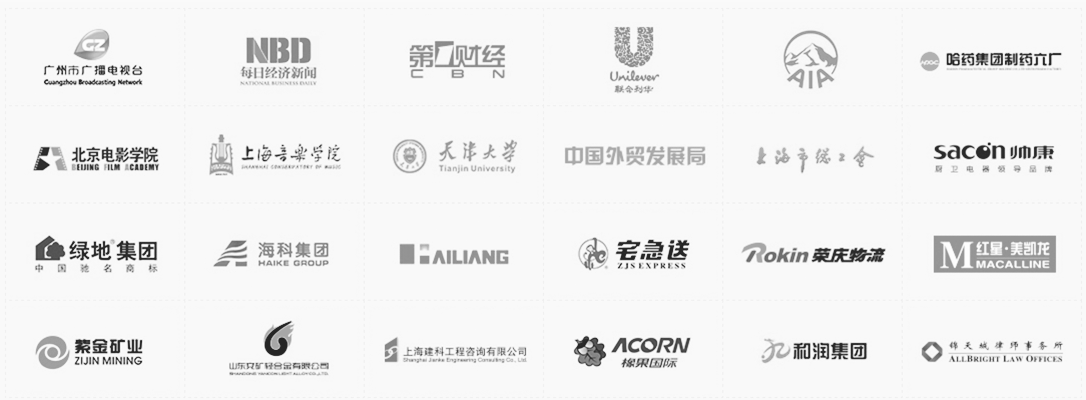 GZ
广州市广播电视台
Guangzhou Broadcasting Network
NBD
每日经济新闻
NATIONAL BUSINESS DAILY
第一财经
CBN
Unilever
联合利华
AIA
哈药集团制药六厂
北京电影学院
BEIJING FILM ACADEMY
上海音乐学院
SHANGHAI CONSERVATORY OF MUSIC
天津大学
Tianjin University
中国外贸发展局
上海市总工会
sacon 帅康
厨卫电器领导品牌
绿地集团
中国驰名商标
海科集团
HAIKE GROUP
HAILIANG
宅急送
ZJS EXPRESS
Rokin 荣庆物流
M 红星·美凯龙
MACALLINE
紫金矿业
ZIJIN MINING
山东兖矿轻合金有限公司
SHANDONG YANCON LIGHT ALLOY CO.,LTD.
上海建科工程咨询有限公司
Shanghai Jianke Engineering Consulting Co., Ltd.
ACORN
橡果国际
和润集团
锦天城律师事务所
ALLBRIGHT LAW OFFICES